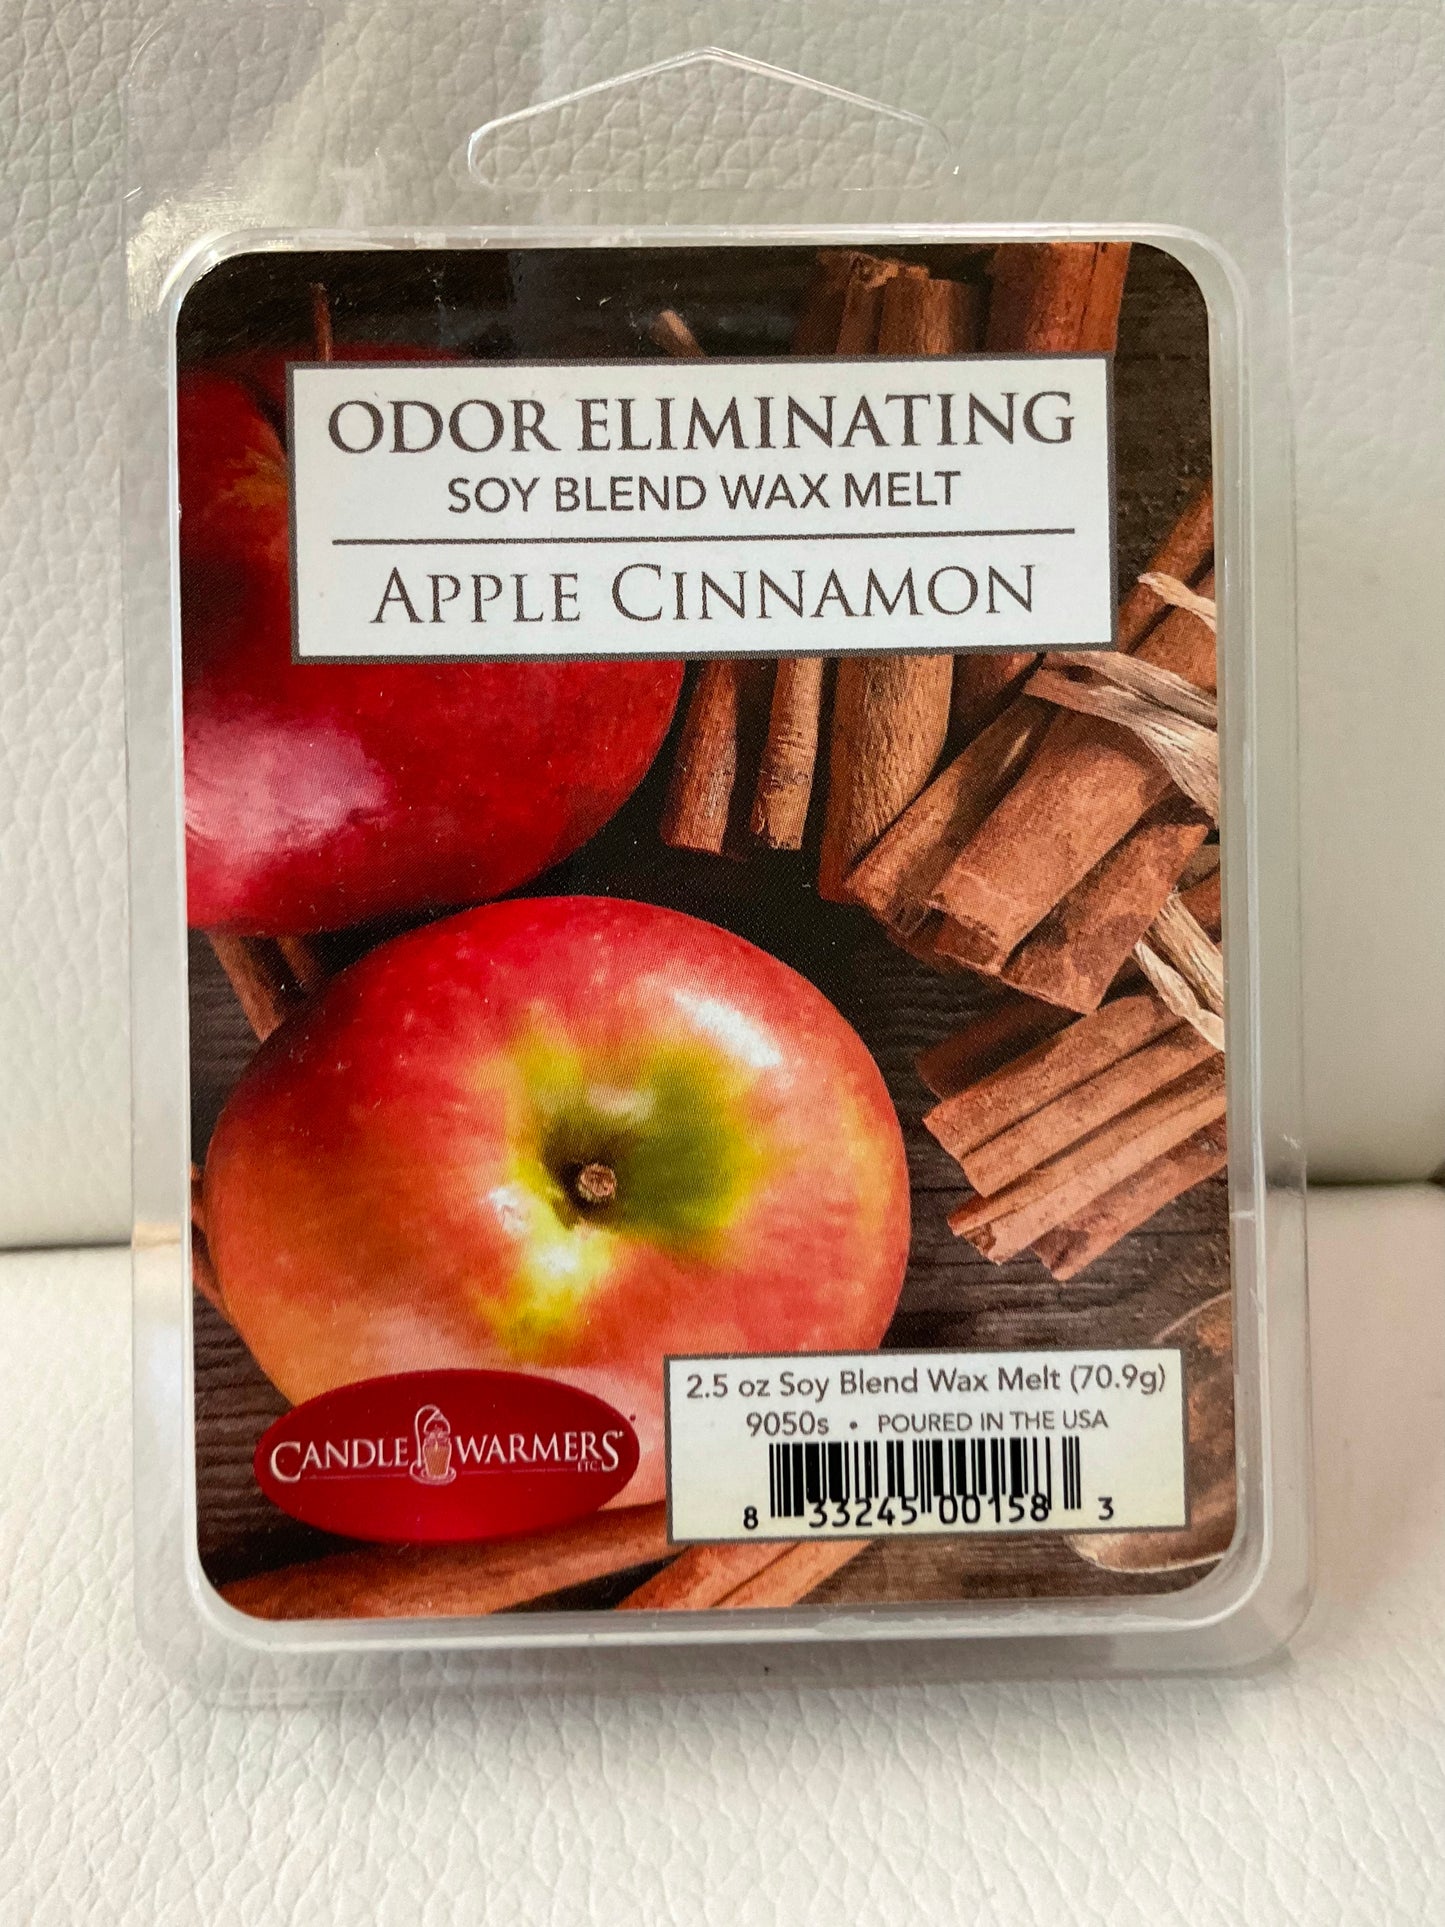 ODOR ELIMINATING
SOY BLEND WAX MELT
APPLE CINNAMON
2.5 oz Soy Blend Wax Melt (70.9g)
9050s • POURED IN THE USA
CANDLE WARMERS
ETC.
8 33245 00158 3